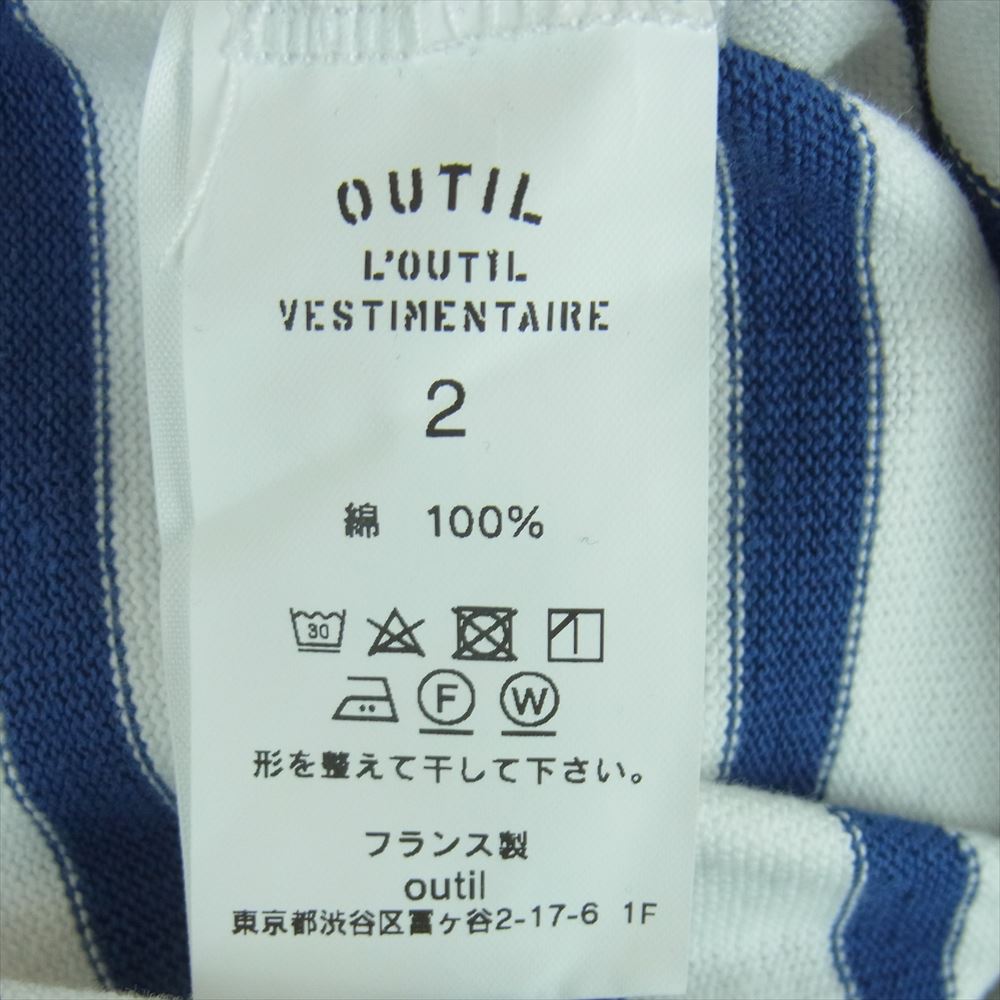 OUTIL
L'OUTIL
VESTIMENTAIRE
2
綿 100%
30
F W
形を整えて干して下さい。
フランス製
outil
東京都渋谷区冨ヶ谷2-17-6 1F